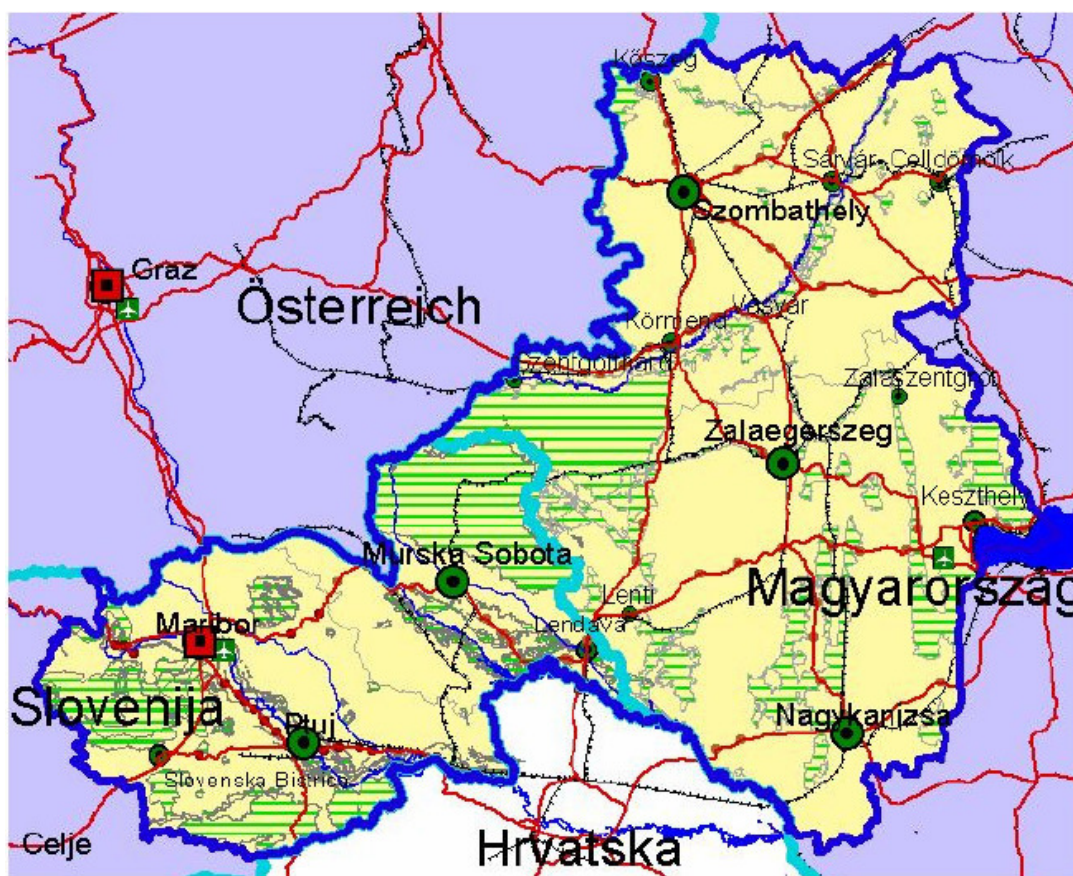 Kőszeg
Sárvár
Celldömölk
Szombathely
Graz
Österreich
Vasvár
Körmend
Szentgotthárd
Zalaszentgrót
Zalaegerszeg
Keszthely
Murska Sobota
Magyarország
Lenti
Lendava
Maribor
Slovenija
Ptuj
Nagykanizsa
Slovenska Bistrica
Celje
Hrvatska